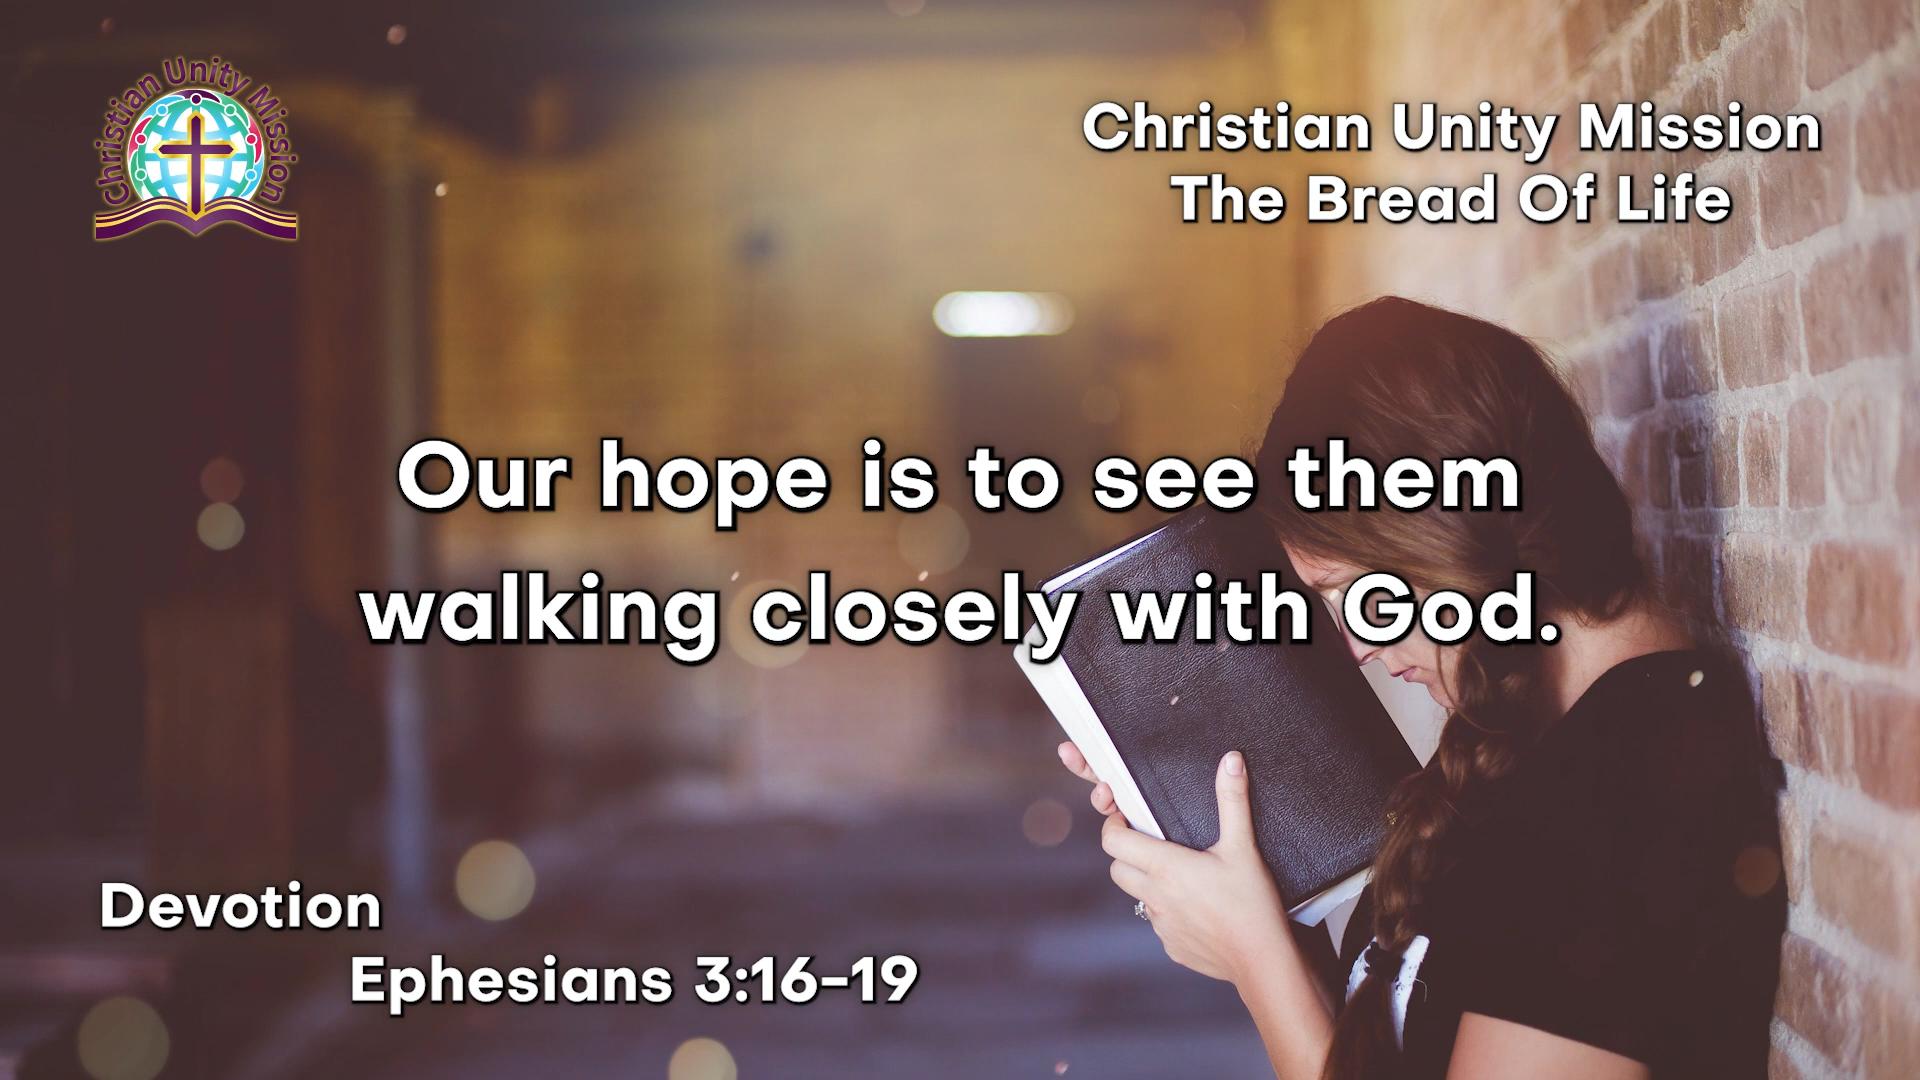 Christian Unity Mission
Christian Unity Mission
The Bread Of Life
Our hope is to see them
walking closely with God.
Devotion
Ephesians 3:16-19